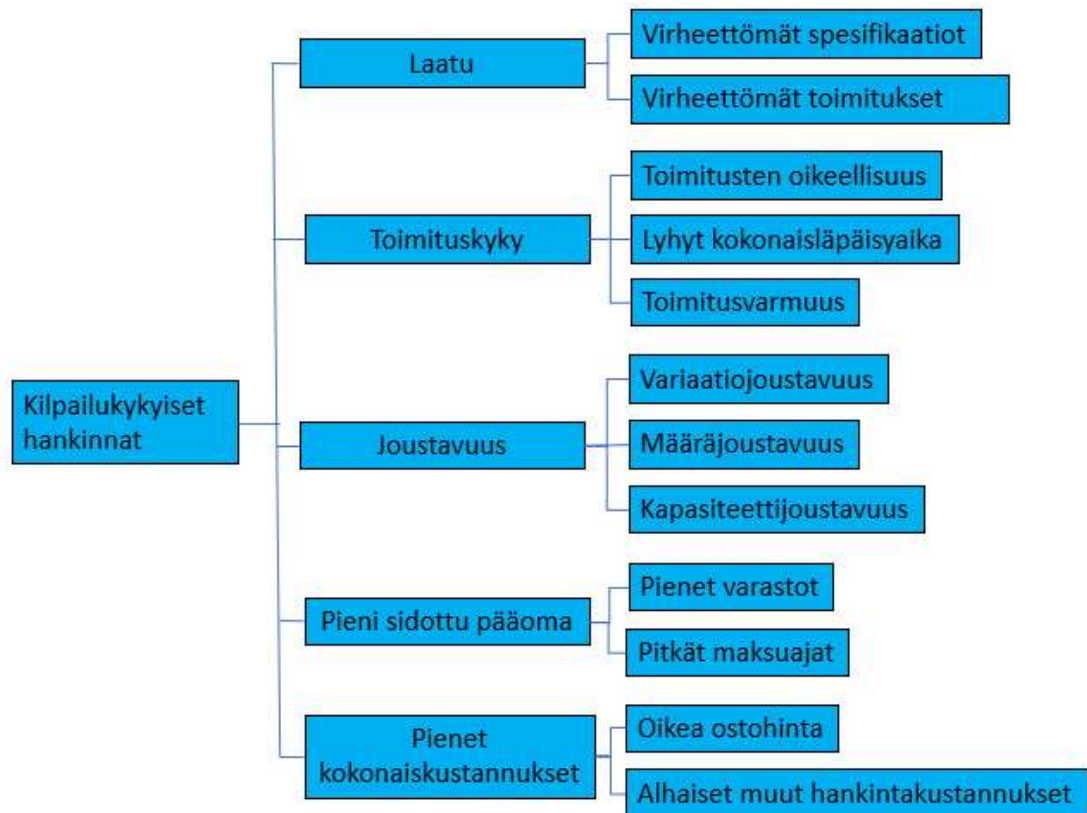 Kilpailukykyiset
hankinnat
Laatu
Virheettömät spesifikaatiot
Virheettömät toimitukset
Toimituskyky
Toimitusten oikeellisuus
Lyhyt kokonaisläpäisyaika
Toimitusvarmuus
Joustavuus
Variaatiojoustavuus
Määräjoustavuus
Kapasiteettijoustavuus
Pieni sidottu pääoma
Pienet varastot
Pitkät maksuajat
Pienet
kokonaiskustannukset
Oikea ostohinta
Alhaiset muut hankintakustannukset